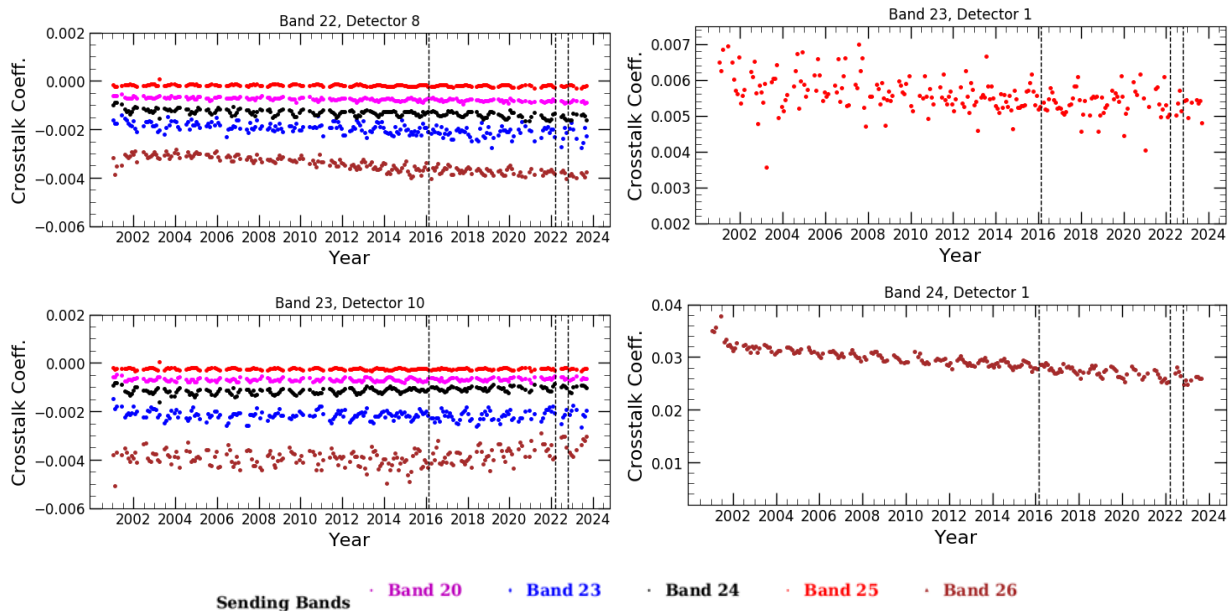 Band 22, Detector 8
0.002
0.000
−0.002
−0.004
−0.006
Crosstalk Coeff.
2002 2004 2006 2008 2010 2012 2014 2016 2018 2020 2022 2024
Year
Band 23, Detector 1
0.007
0.006
0.005
0.004
0.003
0.002
Crosstalk Coeff.
2002 2004 2006 2008 2010 2012 2014 2016 2018 2020 2022 2024
Year
Band 23, Detector 10
0.002
0.000
−0.002
−0.004
−0.006
Crosstalk Coeff.
2002 2004 2006 2008 2010 2012 2014 2016 2018 2020 2022 2024
Year
Band 24, Detector 1
0.04
0.03
0.02
0.01
Crosstalk Coeff.
2002 2004 2006 2008 2010 2012 2014 2016 2018 2020 2022 2024
Year
Sending Bands Band 20 Band 23 Band 24 Band 25 Band 26